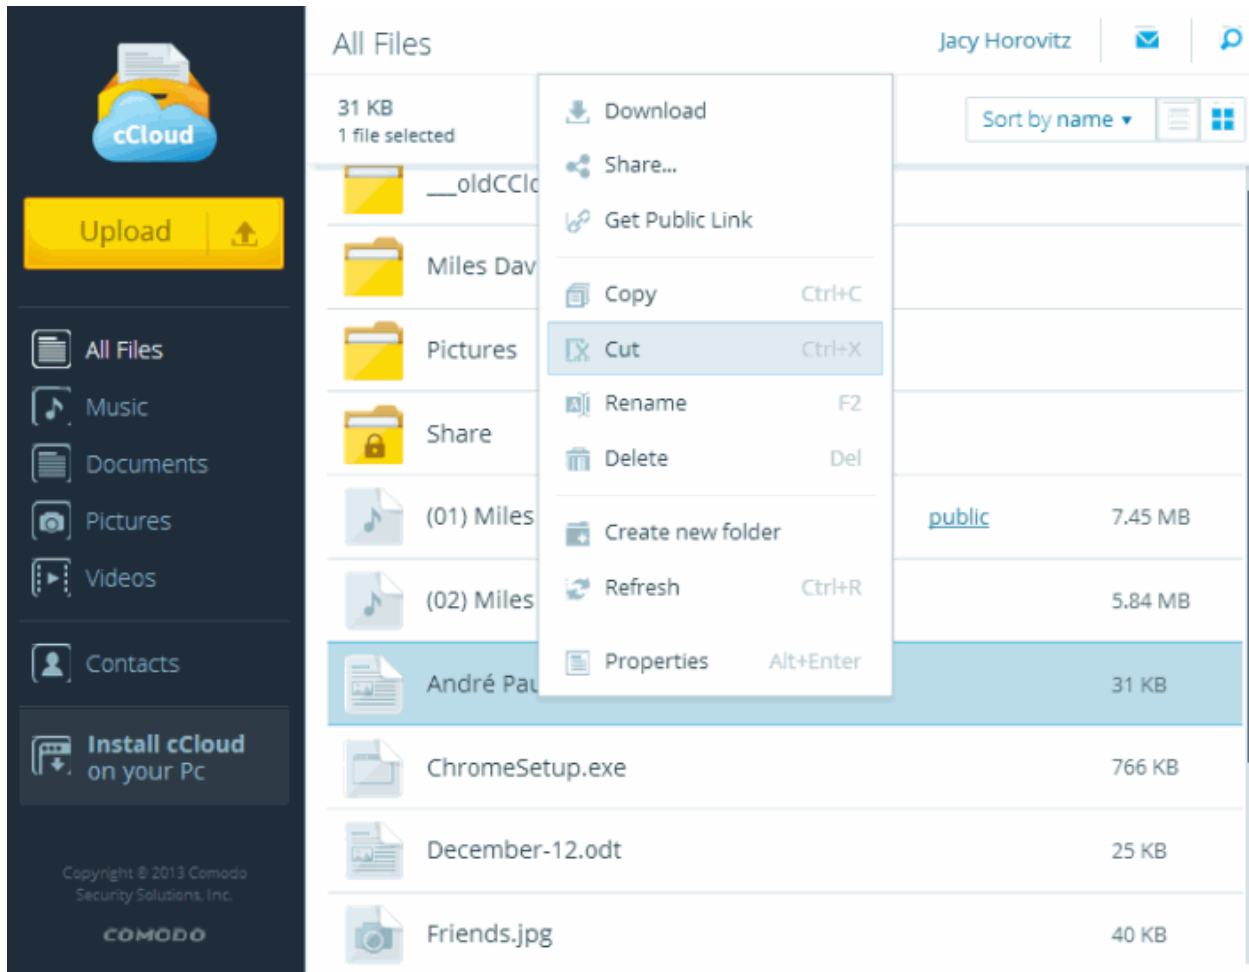 cCloud
Upload
All Files
Music
Documents
Pictures
Videos
Contacts
Install cCloud
on your Pc
Copyright © 2013 Comodo
Security Solutions, Inc.
COMODO
All Files
Jacy Horovitz
31 KB
1 file selected
Sort by name
Download
Share...
Get Public Link
Copy Ctrl+C
Cut Ctrl+X
Rename F2
Delete Del
Create new folder
Refresh Ctrl+R
Properties Alt+Enter
___oldCClo
Miles Dav
Pictures
Share
(01) Miles public 7.45 MB
(02) Miles 5.84 MB
André Pau 31 KB
ChromeSetup.exe 766 KB
December-12.odt 25 KB
Friends.jpg 40 KB